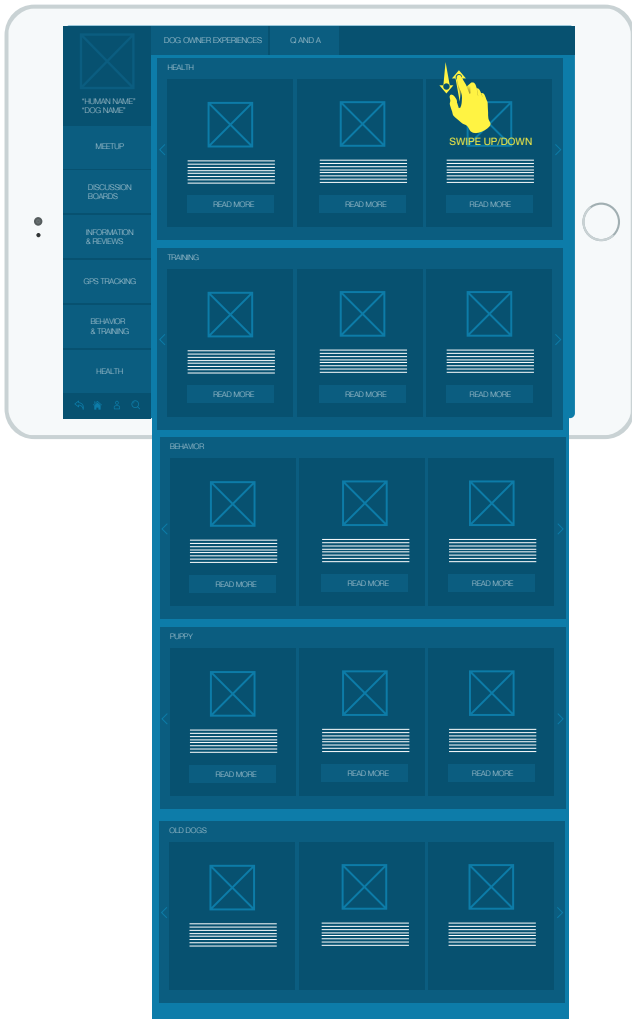 DOG OWNER EXPERIENCES
Q AND A
"HUMAN NAME"
"DOG NAME"
MEETUP
DISCUSSION
BOARDS
INFORMATION
& REVIEWS
GPS TRACKING
BEHAVIOR
& TRAINING
HEALTH
HEALTH
SWIPE UP/DOWN
READ MORE
READ MORE
READ MORE
TRAINING
READ MORE
READ MORE
READ MORE
BEHAVIOR
READ MORE
READ MORE
READ MORE
PUPPY
READ MORE
READ MORE
READ MORE
OLD DOGS